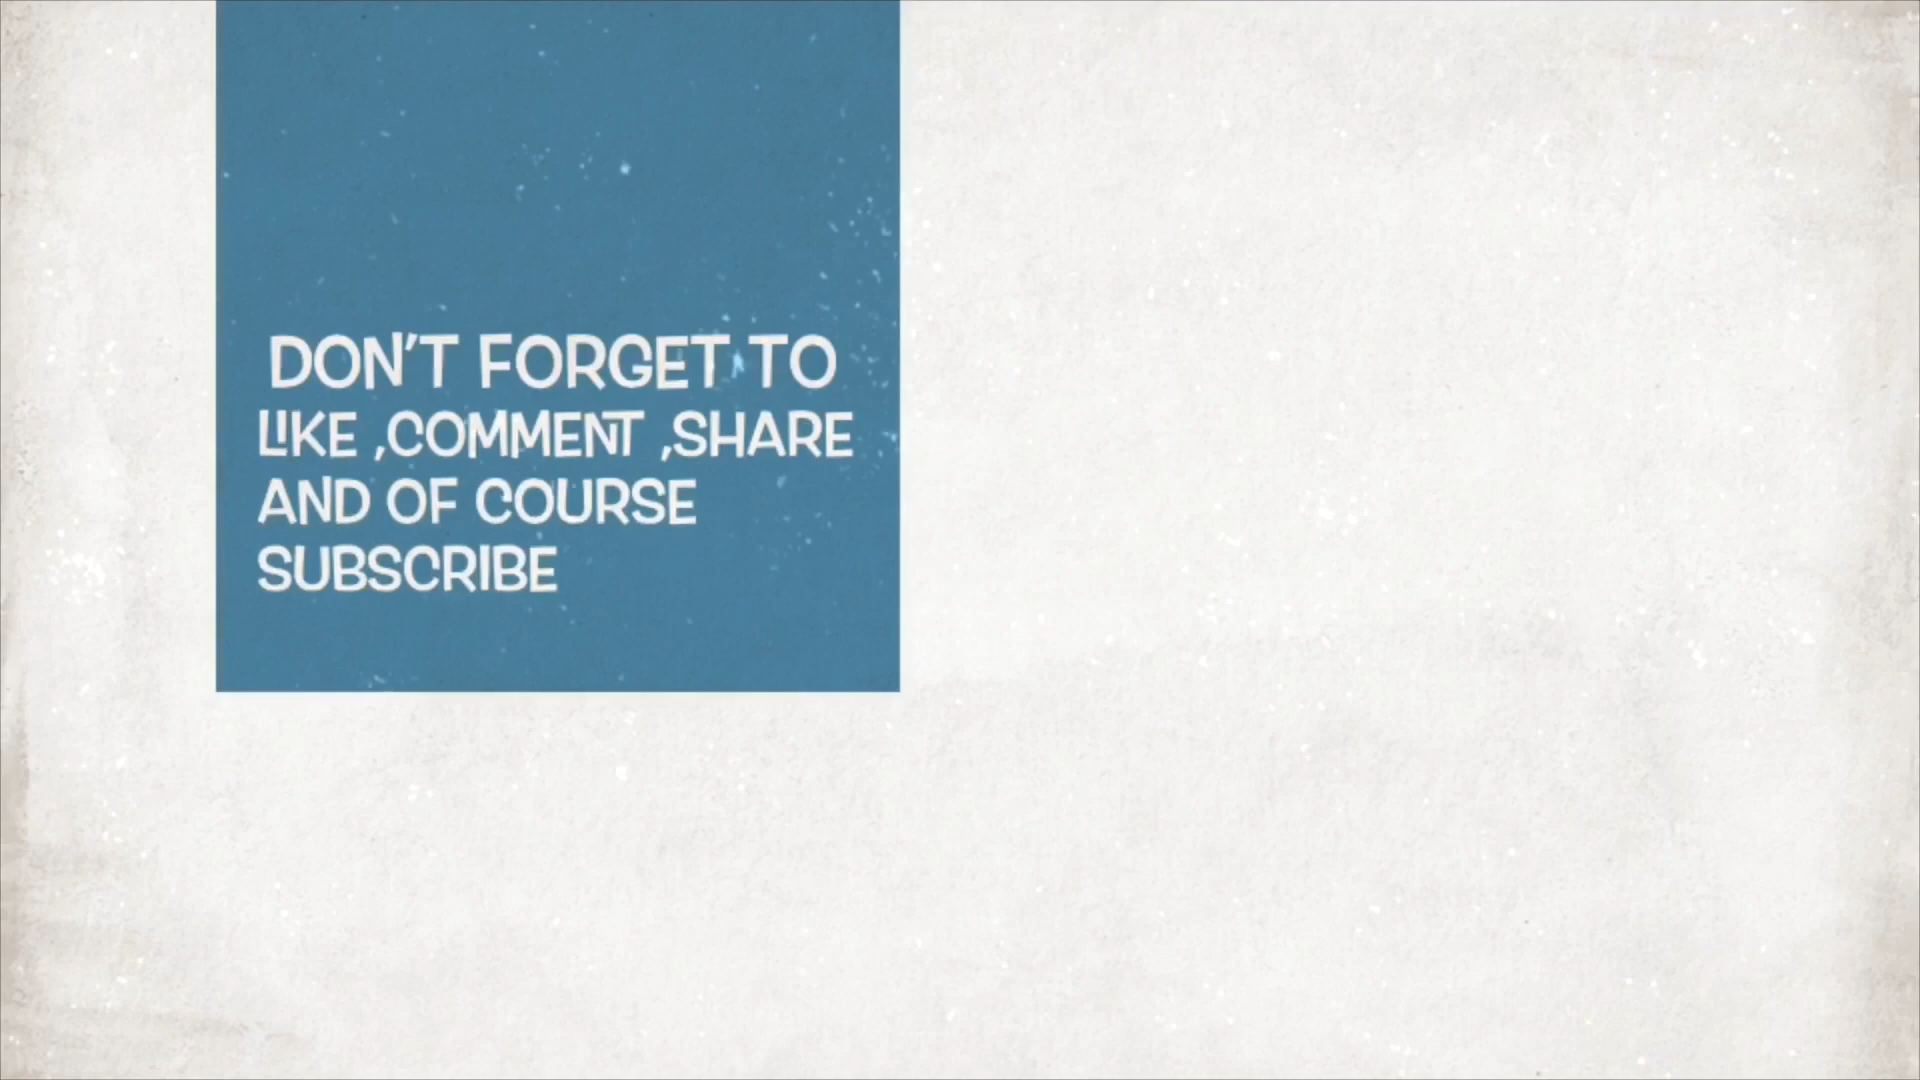 DON'T FORGET TO
LIKE ,COMMENT ,SHARE
AND OF COURSE
SUBSCRIBE